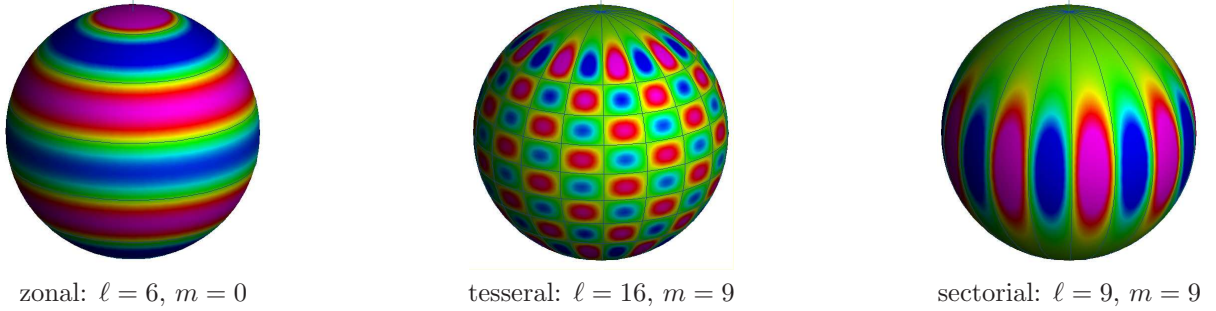 zonal: ℓ = 6, m = 0
tesseral: ℓ = 16, m = 9
sectorial: ℓ = 9, m = 9